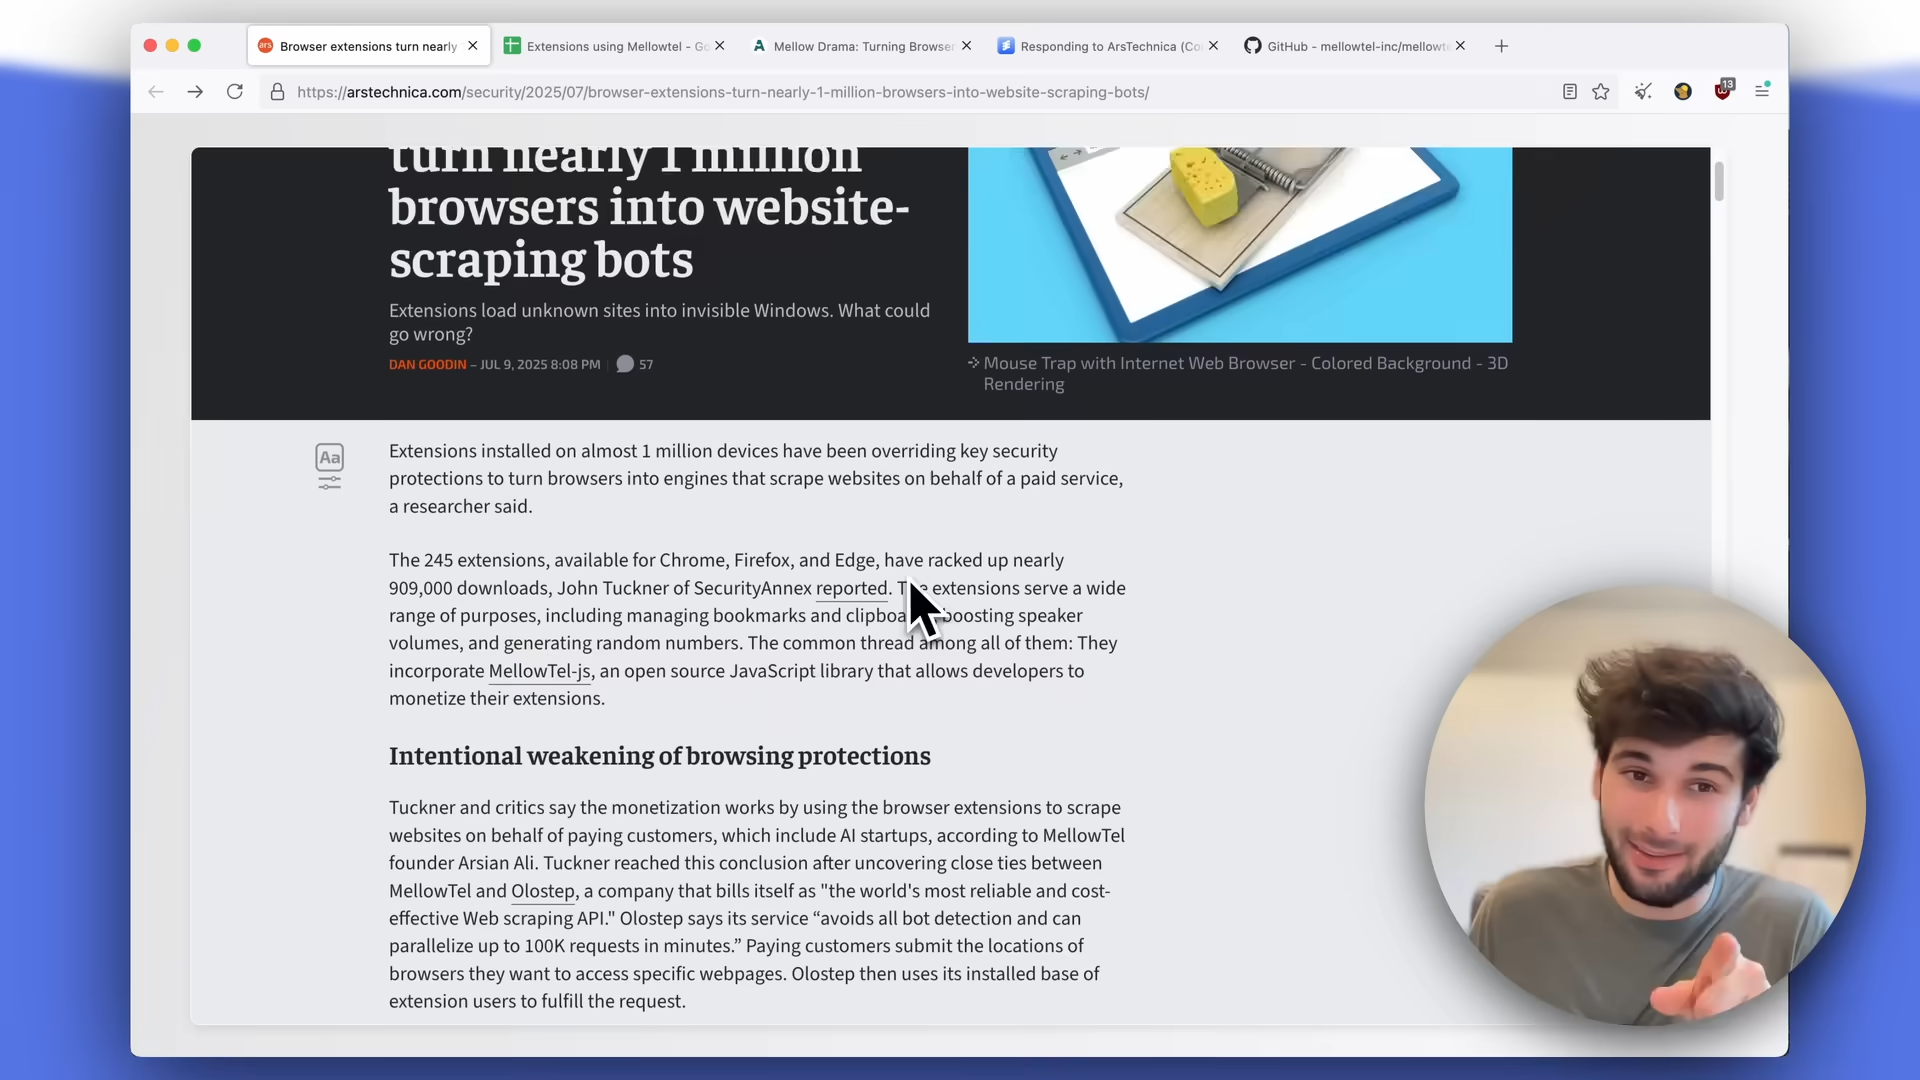 Browser extensions turn nearly
Extensions using Mellowtel - Go
Mellow Drama: Turning Browser
Responding to ArsTechnica (Co
GitHub - mellowtel-inc/mellowte
https://arstechnica.com/security/2025/07/browser-extensions-turn-nearly-1-million-browsers-into-website-scraping-bots/
13
turn nearly 1 million
browsers into website-
scraping bots
Extensions load unknown sites into invisible Windows. What could
go wrong?
DAN GOODIN – JUL 9, 2025 8:08 PM | 57
Mouse Trap with Internet Web Browser - Colored Background - 3D
Rendering
Aa
Extensions installed on almost 1 million devices have been overriding key security
protections to turn browsers into engines that scrape websites on behalf of a paid service,
a researcher said.
The 245 extensions, available for Chrome, Firefox, and Edge, have racked up nearly
909,000 downloads, John Tuckner of SecurityAnnex reported. The extensions serve a wide
range of purposes, including managing bookmarks and clipboards, boosting speaker
volumes, and generating random numbers. The common thread among all of them: They
incorporate MellowTel-js, an open source JavaScript library that allows developers to
monetize their extensions.
Intentional weakening of browsing protections
Tuckner and critics say the monetization works by using the browser extensions to scrape
websites on behalf of paying customers, which include AI startups, according to MellowTel
founder Arsian Ali. Tuckner reached this conclusion after uncovering close ties between
MellowTel and Olostep, a company that bills itself as "the world's most reliable and cost-
effective Web scraping API." Olostep says its service “avoids all bot detection and can
parallelize up to 100K requests in minutes.” Paying customers submit the locations of
browsers they want to access specific webpages. Olostep then uses its installed base of
extension users to fulfill the request.